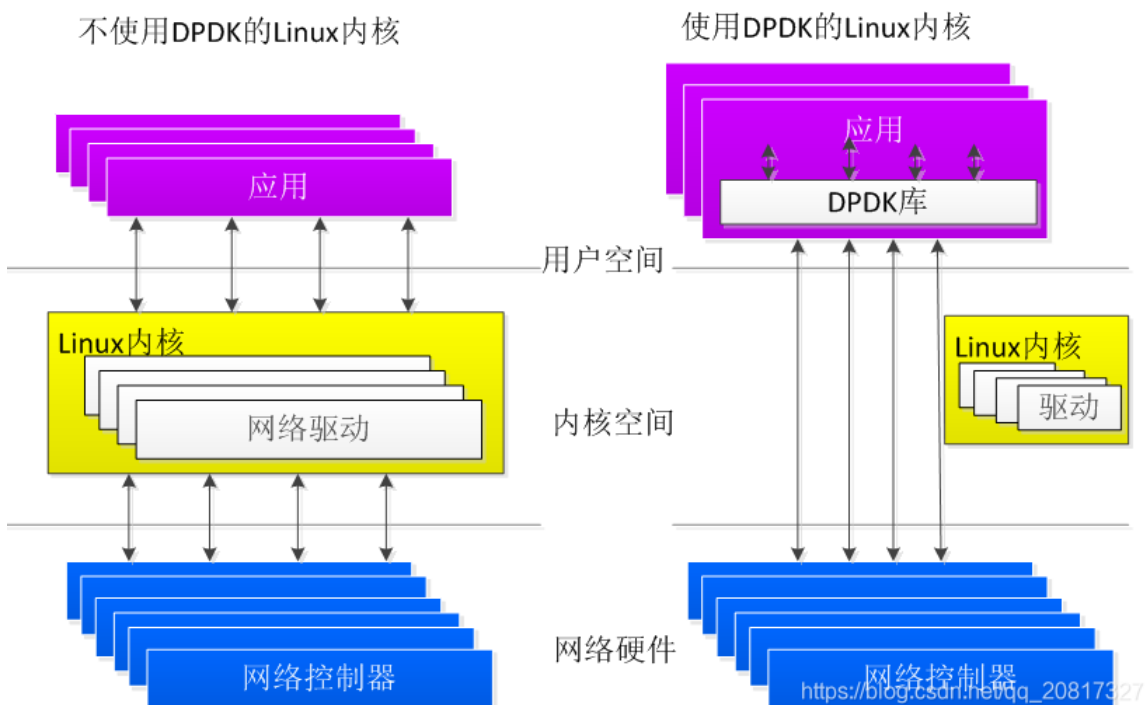 不使用DPDK的Linux内核
使用DPDK的Linux内核
应用
应用
DPDK库
用户空间
Linux内核
网络驱动
内核空间
Linux内核
驱动
网络硬件
网络控制器
网络控制器
https://blog.csdn.net/qq_20817327